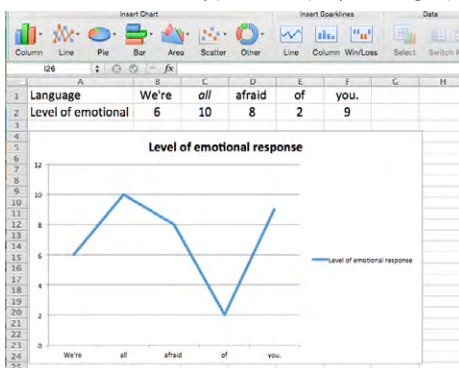 Insert Chart Insert Sparklines Data
Column Line Pie Bar Area Scatter Other Line Column Win/Loss Select Switch
I26 fx
A B C D E F G H
1 Language We're all afraid of you.
2 Level of emotional 6 10 8 2 9
3
4
5 Level of emotional response
6
7 12
8
9 10
10
11
12 8
13
14
15 6 Level of emotional response
16
17 4
18
19
20 2
21
22
23 0
24 We're all afraid of you.
25